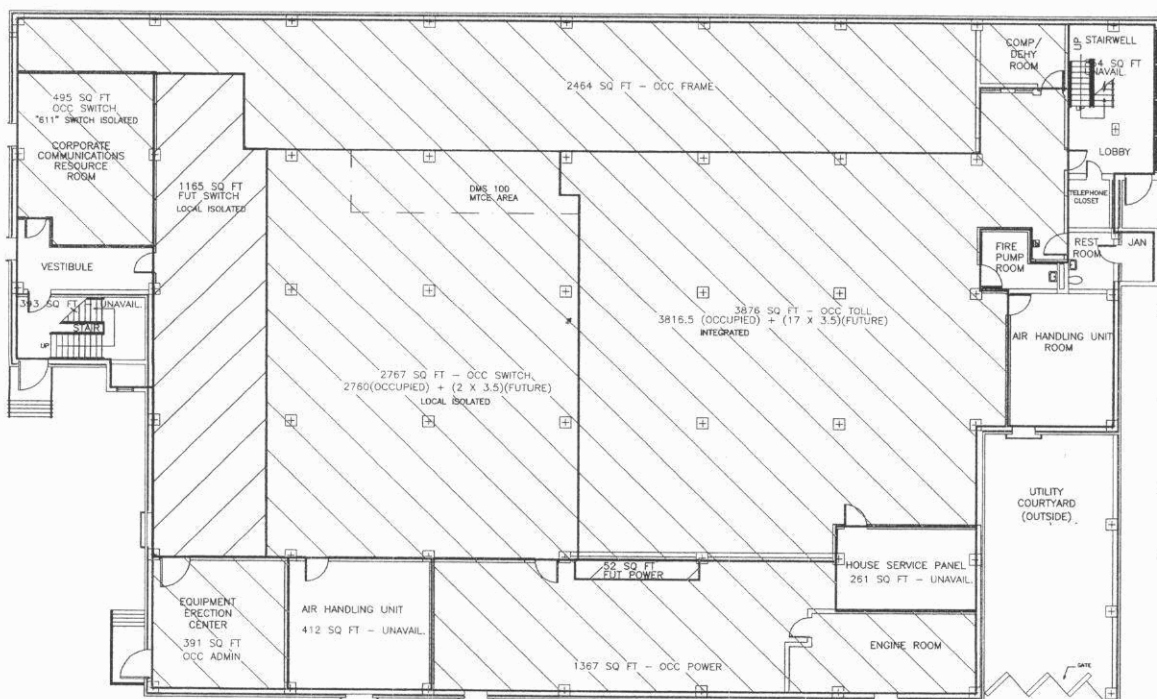 COMP/
DEHY
ROOM
UP
STAIRWELL
SQ FT
UNAVAIL.
2464 SQ FT - OCC FRAME
495 SQ FT
OCC SWITCH
"611" SWITCH ISOLATED
CORPORATE
COMMUNICATIONS
RESOURCE
ROOM
LOBBY
1165 SQ FT
FUT SWITCH
LOCAL ISOLATED
DMS 100
MTCE AREA
TELEPHONE
CLOSET
VESTIBULE
FIRE
PUMP
ROOM
REST
ROOM
JAN
393 SQ FT - UNAVAIL.
STAIR
UP
3876 SQ FT - OCC TOLL
3816.5 (OCCUPIED) + (17 X 3.5)(FUTURE)
INTEGRATED
AIR HANDLING UNIT
ROOM
2767 SQ FT - OCC SWITCH
2760(OCCUPIED) + (2 X 3.5)(FUTURE)
LOCAL ISOLATED
UTILITY
COURTYARD
(OUTSIDE)
52 SQ FT
FUT POWER
HOUSE SERVICE PANEL
261 SQ FT - UNAVAIL.
EQUIPMENT
ERECTION
CENTER
391 SQ FT
OCC ADMIN
AIR HANDLING UNIT
412 SQ FT - UNAVAIL.
ENGINE ROOM
1367 SQ FT - OCC POWER
GATE